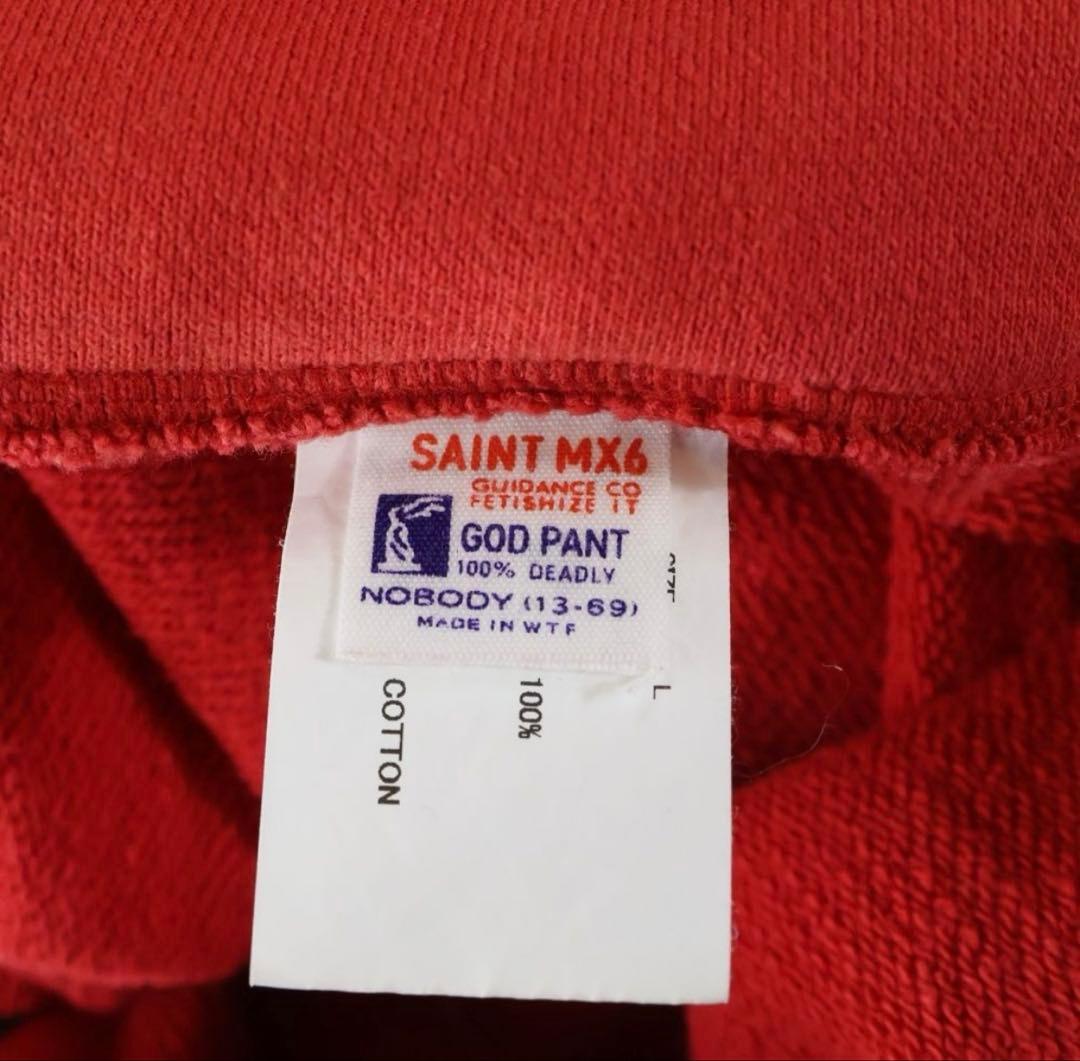 SAINT MX6
GUIDANCE CO
FETISHIZE IT
GOD PANT
100% DEADLY
NOBODY (13-69)
MADE IN WTF
L
100%
COTTON